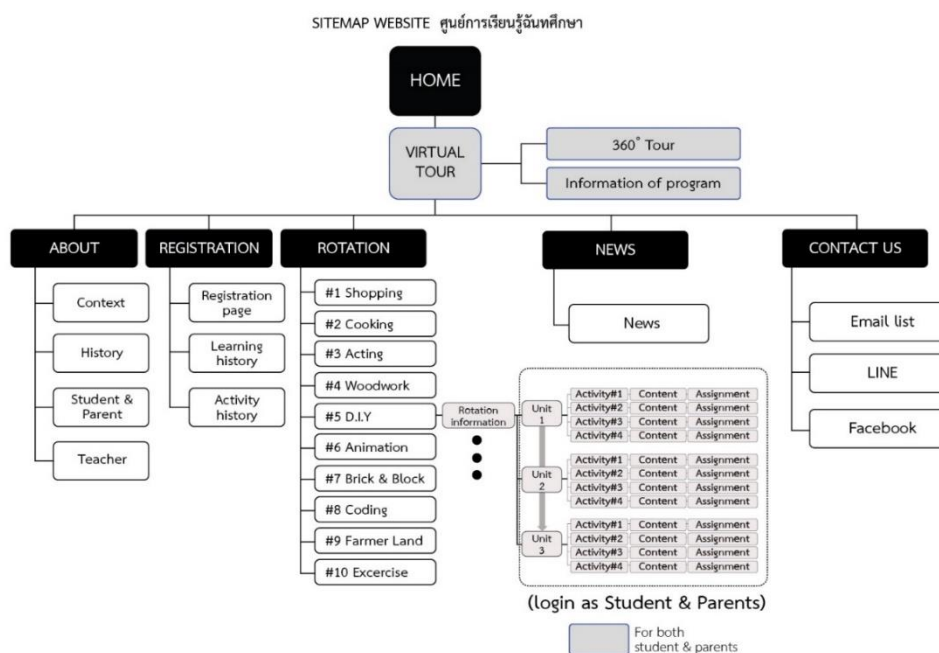 SITEMAP WEBSITE ศูนย์การเรียนรู้ฉันทศึกษา
HOME
VIRTUAL
TOUR
360° Tour
Information of program
ABOUT
Context
History
Student &
Parent
Teacher
REGISTRATION
Registration
page
Learning
history
Activity
history
ROTATION
#1 Shopping
#2 Cooking
#3 Acting
#4 Woodwork
#5 D.I.Y
#6 Animation
#7 Brick & Block
#8 Coding
#9 Farmer Land
#10 Excercise
Rotation
information
NEWS
News
Unit
1
Activity#1 Content Assignment
Activity#2 Content Assignment
Activity#3 Content Assignment
Activity#4 Content Assignment
Unit
2
Activity#1 Content Assignment
Activity#2 Content Assignment
Activity#3 Content Assignment
Activity#4 Content Assignment
Unit
3
Activity#1 Content Assignment
Activity#2 Content Assignment
Activity#3 Content Assignment
Activity#4 Content Assignment
(login as Student & Parents)
CONTACT US
Email list
LINE
Facebook
For both
student & parents